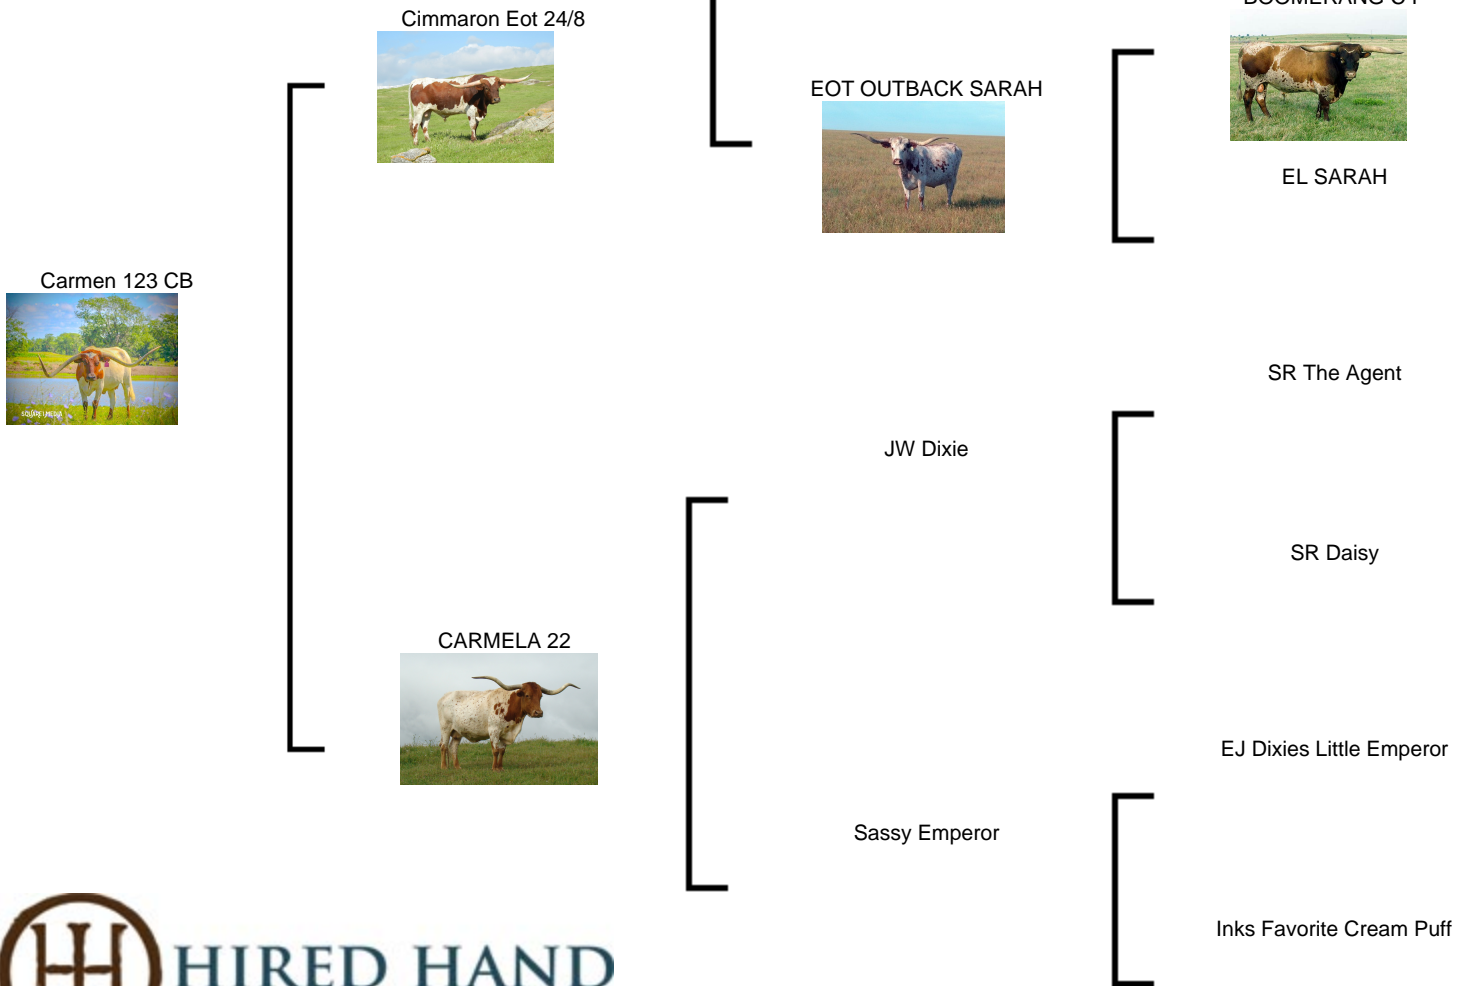 Cimmaron Eot 24/8
EOT OUTBACK SARAH
EL SARAH
Carmen 123 CB
SR The Agent
JW Dixie
SR Daisy
CARMELA 22
EJ Dixies Little Emperor
Sassy Emperor
Inks Favorite Cream Puff
HIRED HAND